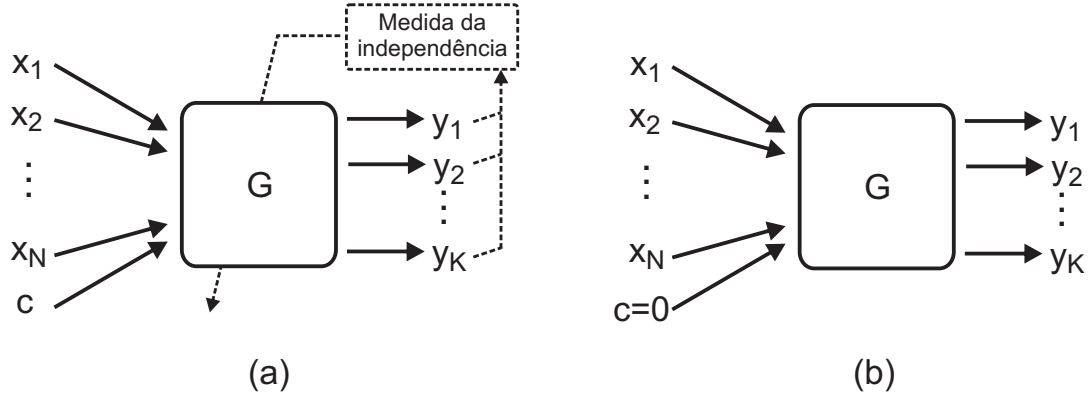 Medida da
independência
x1
x2
⋮
xN
c
G
y1
y2
⋮
yK
(a)
x1
x2
⋮
xN
c=0
G
y1
y2
⋮
yK
(b)